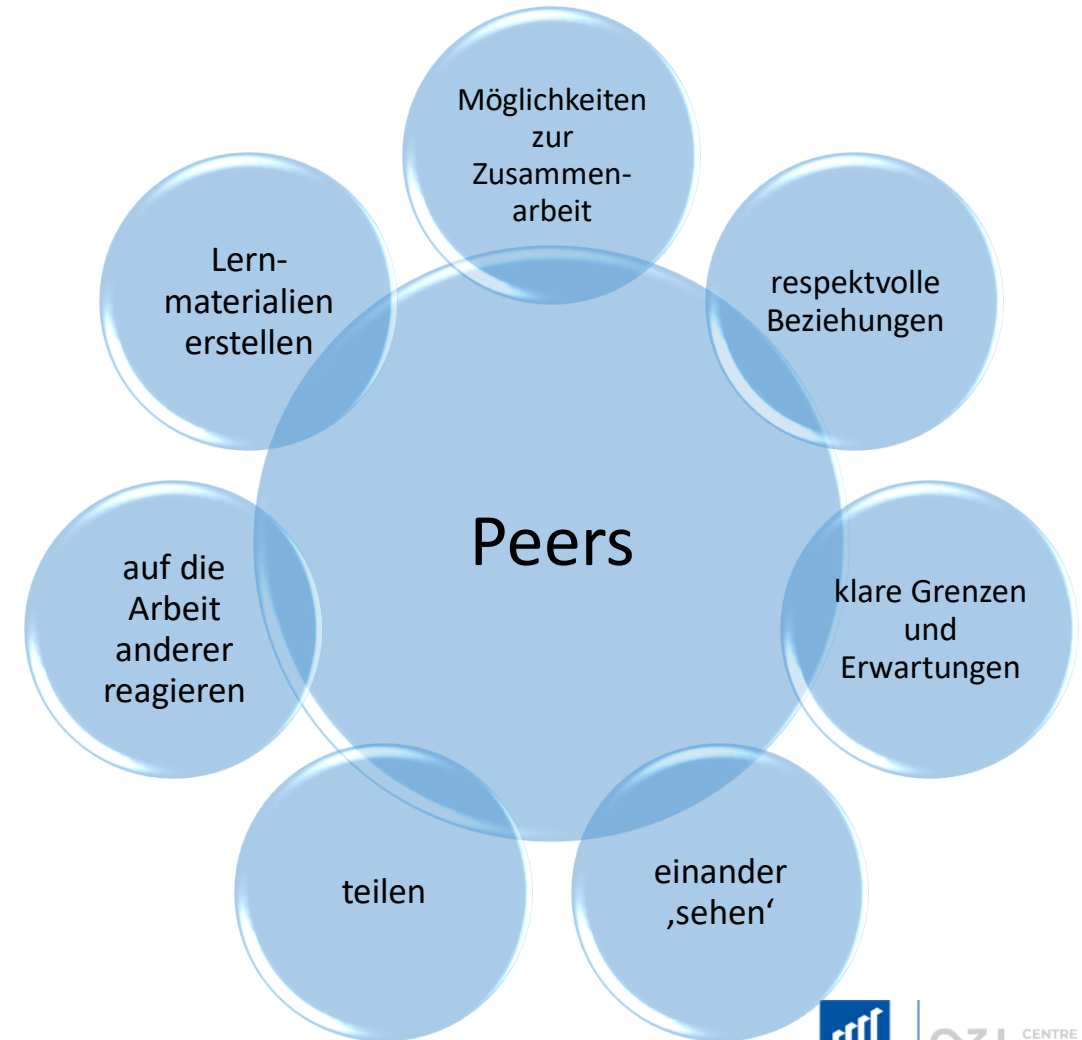 Möglichkeiten
zur
Zusammen-
arbeit
respektvolle
Beziehungen
klare Grenzen
und
Erwartungen
einander
‚sehen‘
teilen
auf die
Arbeit
anderer
reagieren
Lern-
materialien
erstellen
Peers
CENTRE